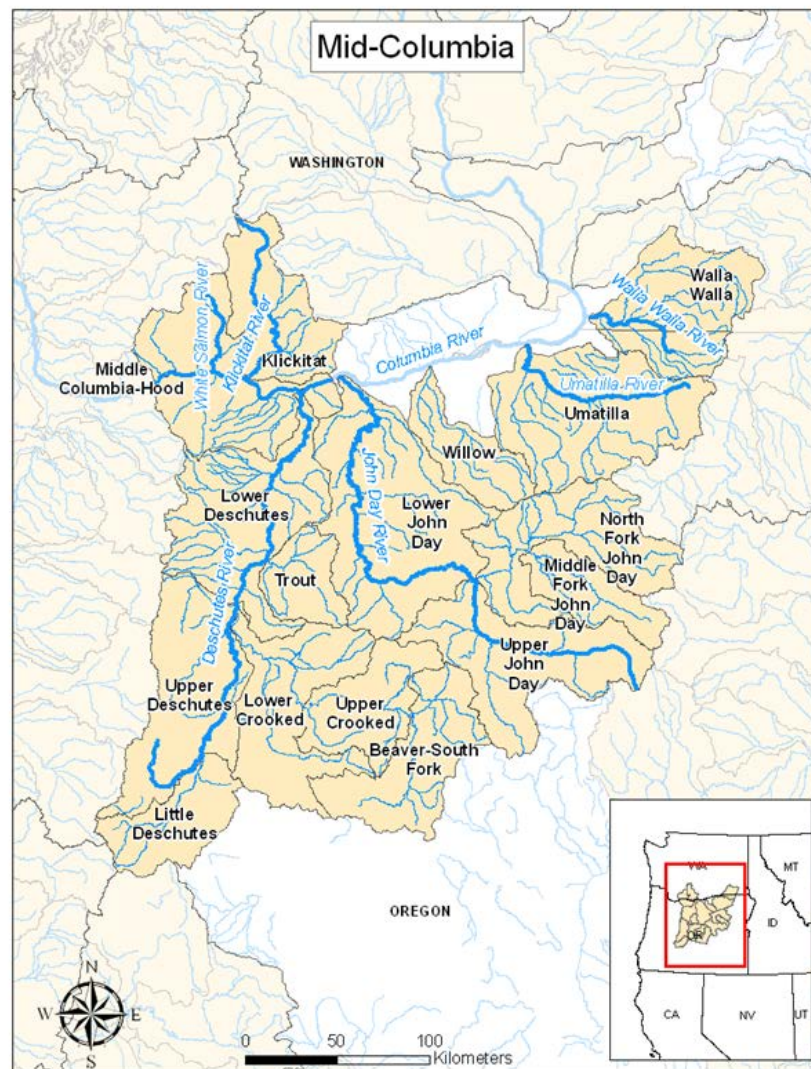 Mid-Columbia
WASHINGTON
Walla
Walla
Walla Walla River
White Salmon River
Klickitat River
Klickitat
Columbia River
Middle
Columbia-Hood
Umatilla River
Umatilla
Willow
Lower
Deschutes
John Day River
Lower
John
Day
North
Fork
John
Day
Middle
Fork
John
Day
Trout
Deschutes River
Upper
John
Day
Upper
Deschutes
Lower
Crooked
Upper
Crooked
Beaver-South
Fork
Little
Deschutes
OREGON
WA
MT
OR
ID
CA
NV
UT
N
W
E
S
0
50
100
Kilometers